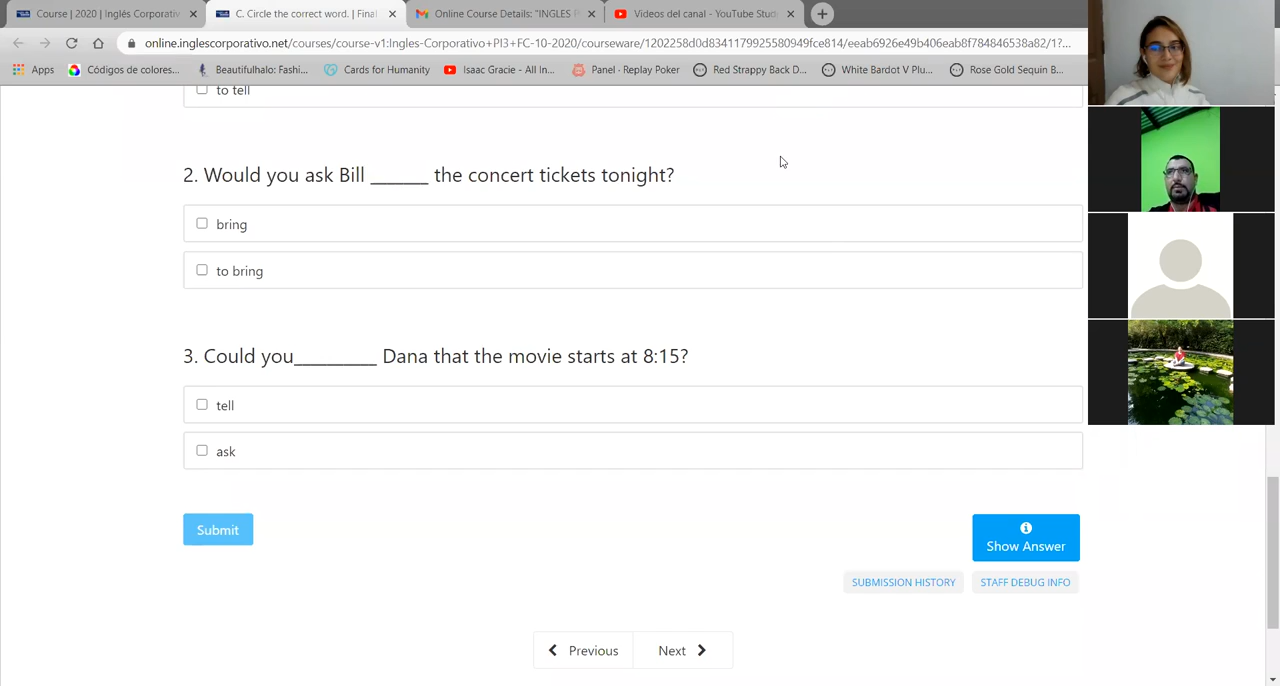 Course | 2020 | Inglés Corporativ
C. Circle the correct word. | Final
Online Course Details: "INGLES P
Videos del canal - YouTube Stud
online.inglescorporativo.net/courses/course-v1:Ingles-Corporativo+PI3+FC-10-2020/courseware/1202258d0d8341179925580949fce814/eeab6926e49b406eab8f784846538a82/1?...
Apps
Códigos de colores...
Beautifulhalo: Fashi...
Cards for Humanity
Isaac Gracie - All In...
Panel · Replay Poker
Red Strappy Back D...
White Bardot V Plu...
Rose Gold Sequin B...
to tell
2. Would you ask Bill ______ the concert tickets tonight?
bring
to bring
3. Could you_________ Dana that the movie starts at 8:15?
tell
ask
Submit
Show Answer
SUBMISSION HISTORY
STAFF DEBUG INFO
Previous
Next